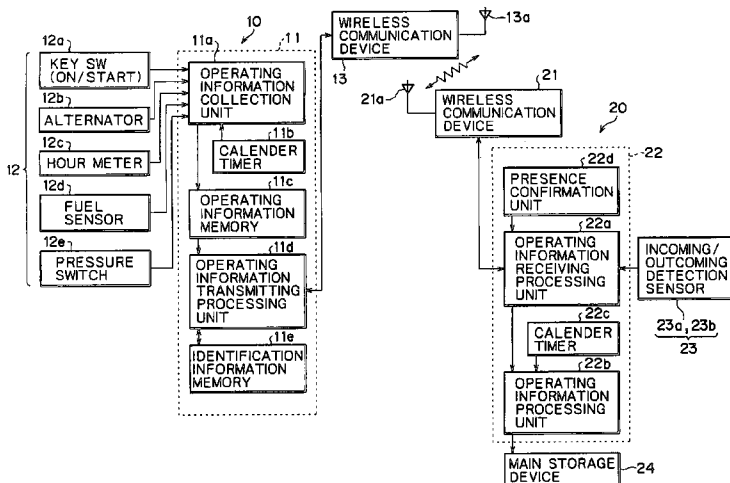 10
12
12a
KEY SW
(ON/START)
12b
ALTERNATOR
12c
HOUR METER
12d
FUEL
SENSOR
12e
PRESSURE
SWITCH
11a
11
OPERATING
INFORMATION
COLLECTION
UNIT
11b
CALENDER
TIMER
11c
OPERATING
INFORMATION
MEMORY
11d
OPERATING
INFORMATION
TRANSMITTING
PROCESSING
UNIT
11e
IDENTIFICATION
INFORMATION
MEMORY
WIRELESS
COMMUNICATION
DEVICE
13
13a
21a
21
WIRELESS
COMMUNICATION
DEVICE
20
22
22d
PRESENCE
CONFIRMATION
UNIT
22a
OPERATING
INFORMATION
RECEIVING
PROCESSING
UNIT
INCOMING/
OUTCOMING
DETECTION
SENSOR
23a, 23b
23
22c
CALENDER
TIMER
22b
OPERATING
INFORMATION
PROCESSING
UNIT
MAIN STORAGE
DEVICE
24